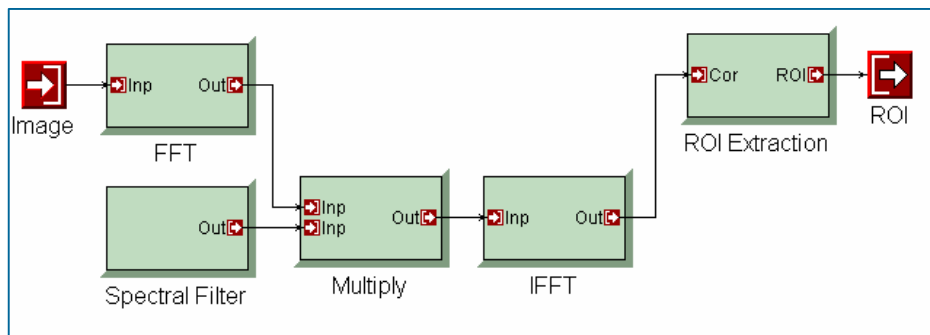 Image
Inp
Out
FFT
Out
Spectral Filter
Inp
Inp
Out
Multiply
Inp
Out
IFFT
Cor
ROI
ROI Extraction
ROI